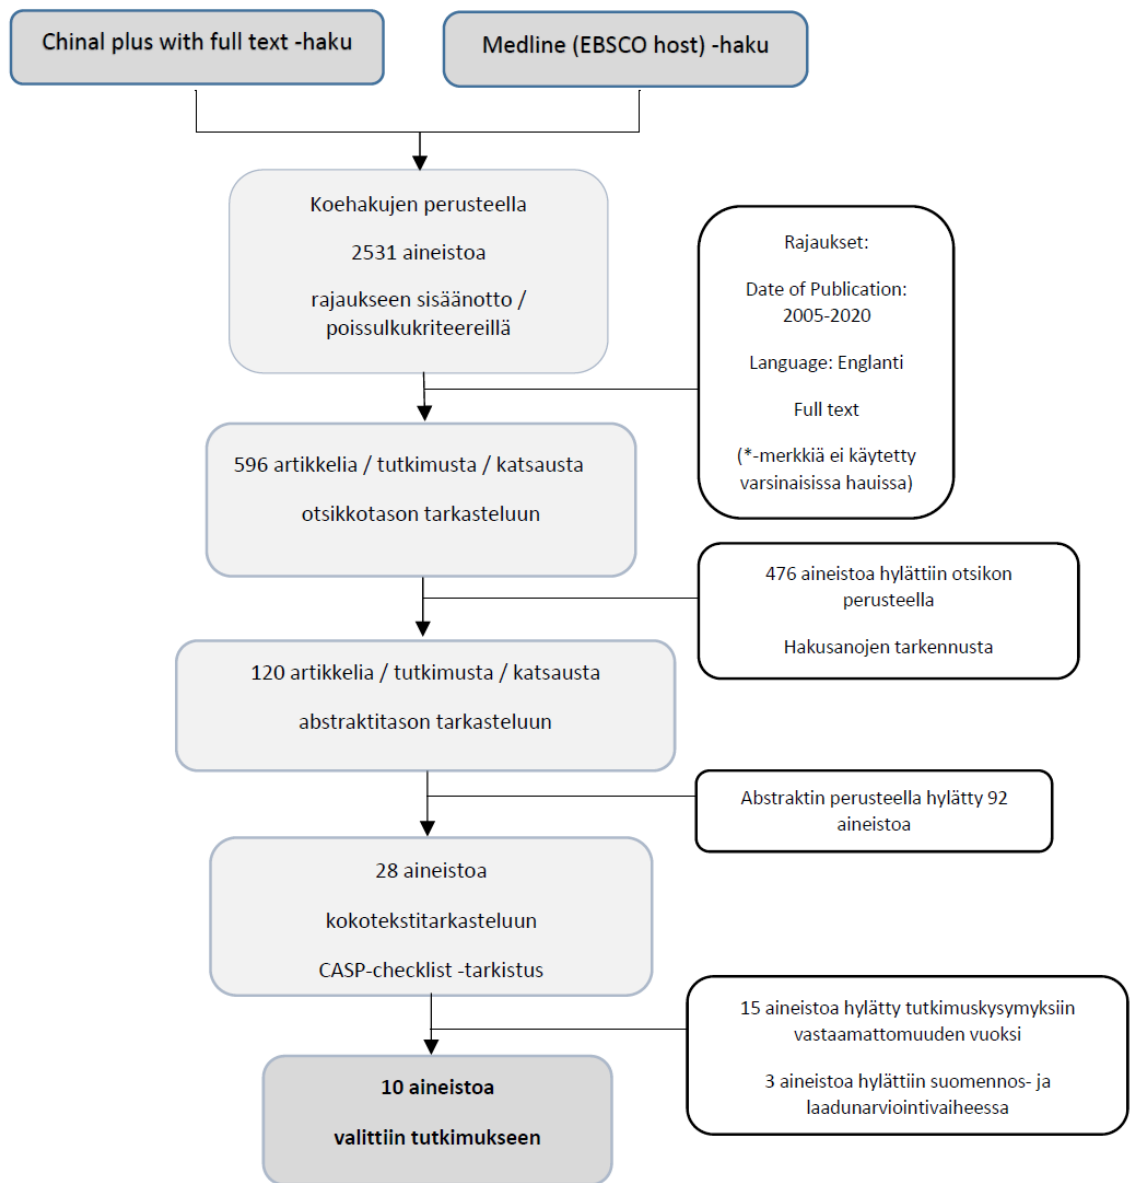 Chinal plus with full text -haku
Medline (EBSCO host) -haku
Koehakujen perusteella
2531 aineistoa
rajaukseen sisäänotto /
poissulkukriteereillä
Rajaukset:
Date of Publication:
2005-2020
Language: Englanti
Full text
(*-merkkiä ei käytetty
varsinaisissa hauissa)
596 artikkelia / tutkimusta / katsausta
otsikkotason tarkasteluun
476 aineistoa hylättiin otsikon
perusteella
Hakusanojen tarkennusta
120 artikkelia / tutkimusta / katsausta
abstraktitason tarkasteluun
Abstraktin perusteella hylätty 92
aineistoa
28 aineistoa
kokotekstitarkasteluun
CASP-checklist -tarkistus
15 aineistoa hylätty tutkimuskysymyksiin
vastaamattomuuden vuoksi
3 aineistoa hylättiin suomennos- ja
laadunarviointivaiheessa
10 aineistoa
valittiin tutkimukseen